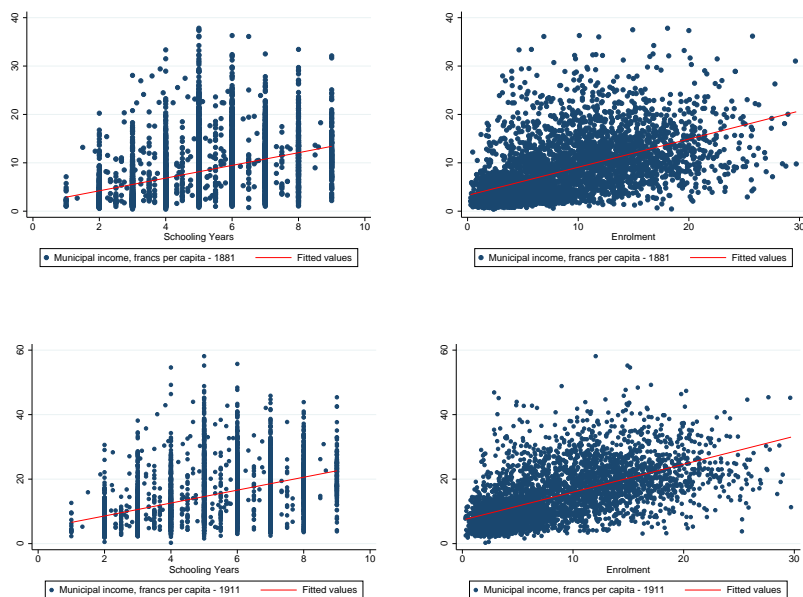 40
30
20
10
0
0 2 4 6 8 10
Schooling Years
Municipal income, francs per capita - 1881 Fitted values
40
30
20
10
0
0 10 20 30
Enrolment
Municipal income, francs per capita - 1881 Fitted values
60
40
20
0
0 2 4 6 8 10
Schooling Years
Municipal income, francs per capita - 1911 Fitted values
60
40
20
0
0 10 20 30
Enrolment
Municipal income, francs per capita - 1911 Fitted values